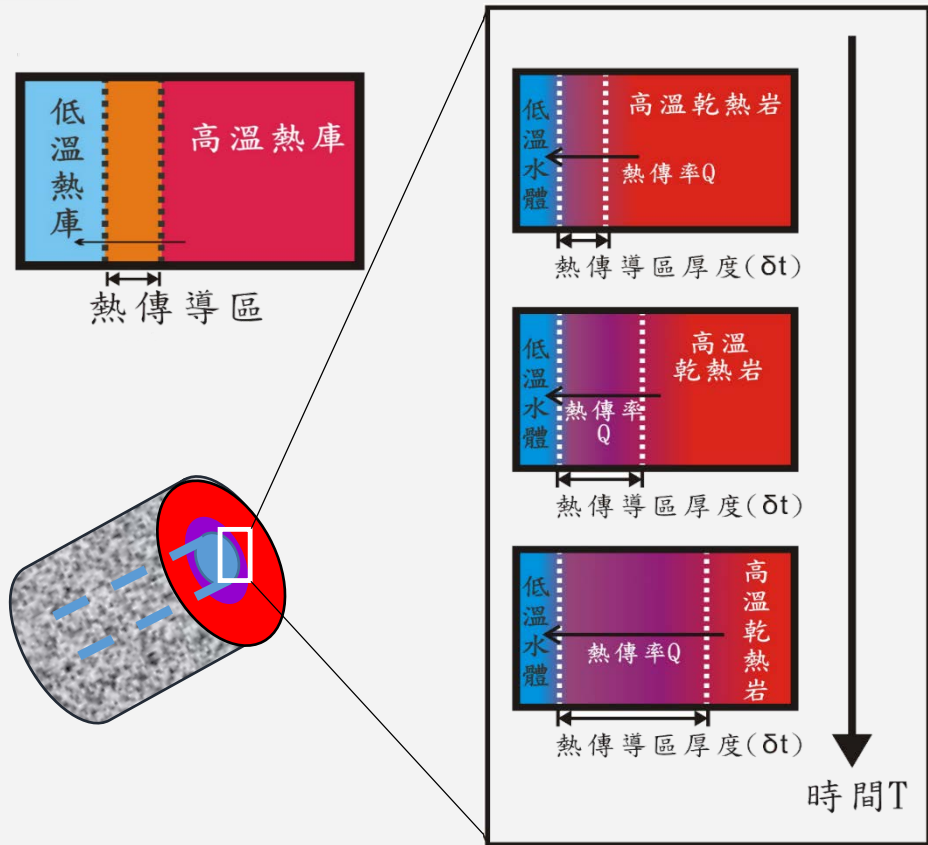 低溫熱庫
高溫熱庫
熱傳導區
低溫水體
高溫乾熱岩
熱傳率Q
熱傳導區厚度(δt)
低溫水體
高溫
乾熱岩
熱傳率
Q
熱傳導區厚度(δt)
低溫水體
高溫乾熱岩
熱傳率Q
熱傳導區厚度(δt)
時間T